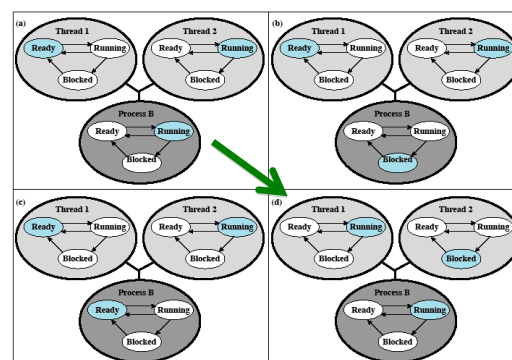 (a)
Thread 1
Thread 2
Ready
Running
Ready
Running
Blocked
Blocked
Process B
Ready
Running
Blocked
(b)
Thread 1
Thread 2
Ready
Running
Ready
Running
Blocked
Blocked
Process B
Ready
Running
Blocked
(c)
Thread 1
Thread 2
Ready
Running
Ready
Running
Blocked
Blocked
Process B
Ready
Running
Blocked
(d)
Thread 1
Thread 2
Ready
Running
Ready
Running
Blocked
Blocked
Process B
Ready
Running
Blocked